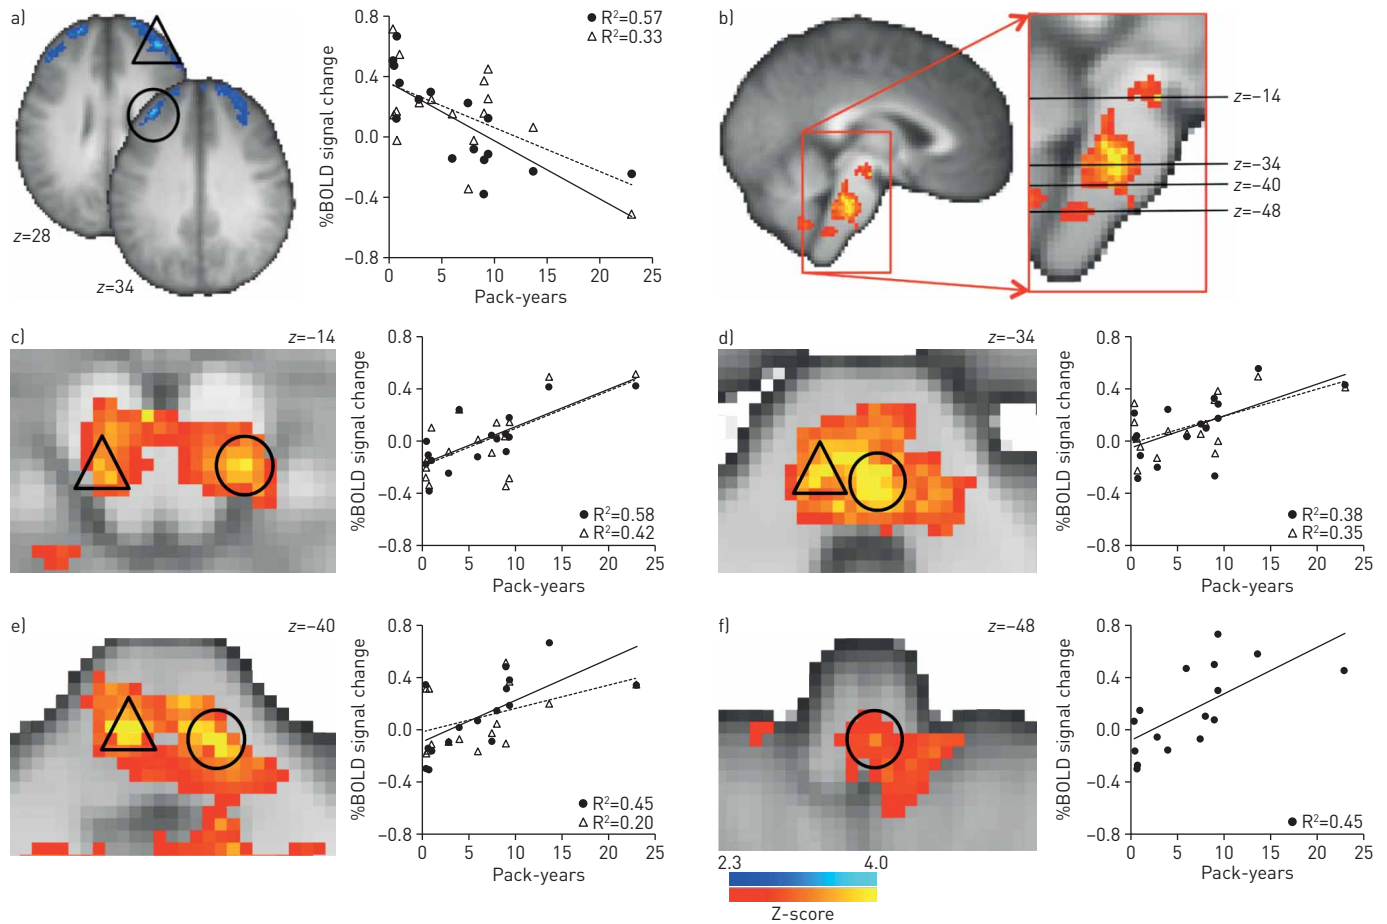 a)
z=28
z=34
%BOLD signal change
0.8
0.4
0.0
−0.4
−0.8
0 5 10 15 20 25
Pack-years
R²=0.57
R²=0.33
b)
z=−14
z=−34
z=−40
z=−48
c) z=−14
%BOLD signal change
0.8
0.4
0.0
−0.4
−0.8
0 5 10 15 20 25
Pack-years
R²=0.58
R²=0.42
d) z=−34
%BOLD signal change
0.8
0.4
0.0
−0.4
−0.8
0 5 10 15 20 25
Pack-years
R²=0.38
R²=0.35
e) z=−40
%BOLD signal change
0.8
0.4
0.0
−0.4
−0.8
0 5 10 15 20 25
Pack-years
R²=0.45
R²=0.20
f) z=−48
%BOLD signal change
0.8
0.4
0.0
−0.4
−0.8
0 5 10 15 20 25
Pack-years
R²=0.45
2.3 4.0
Z-score